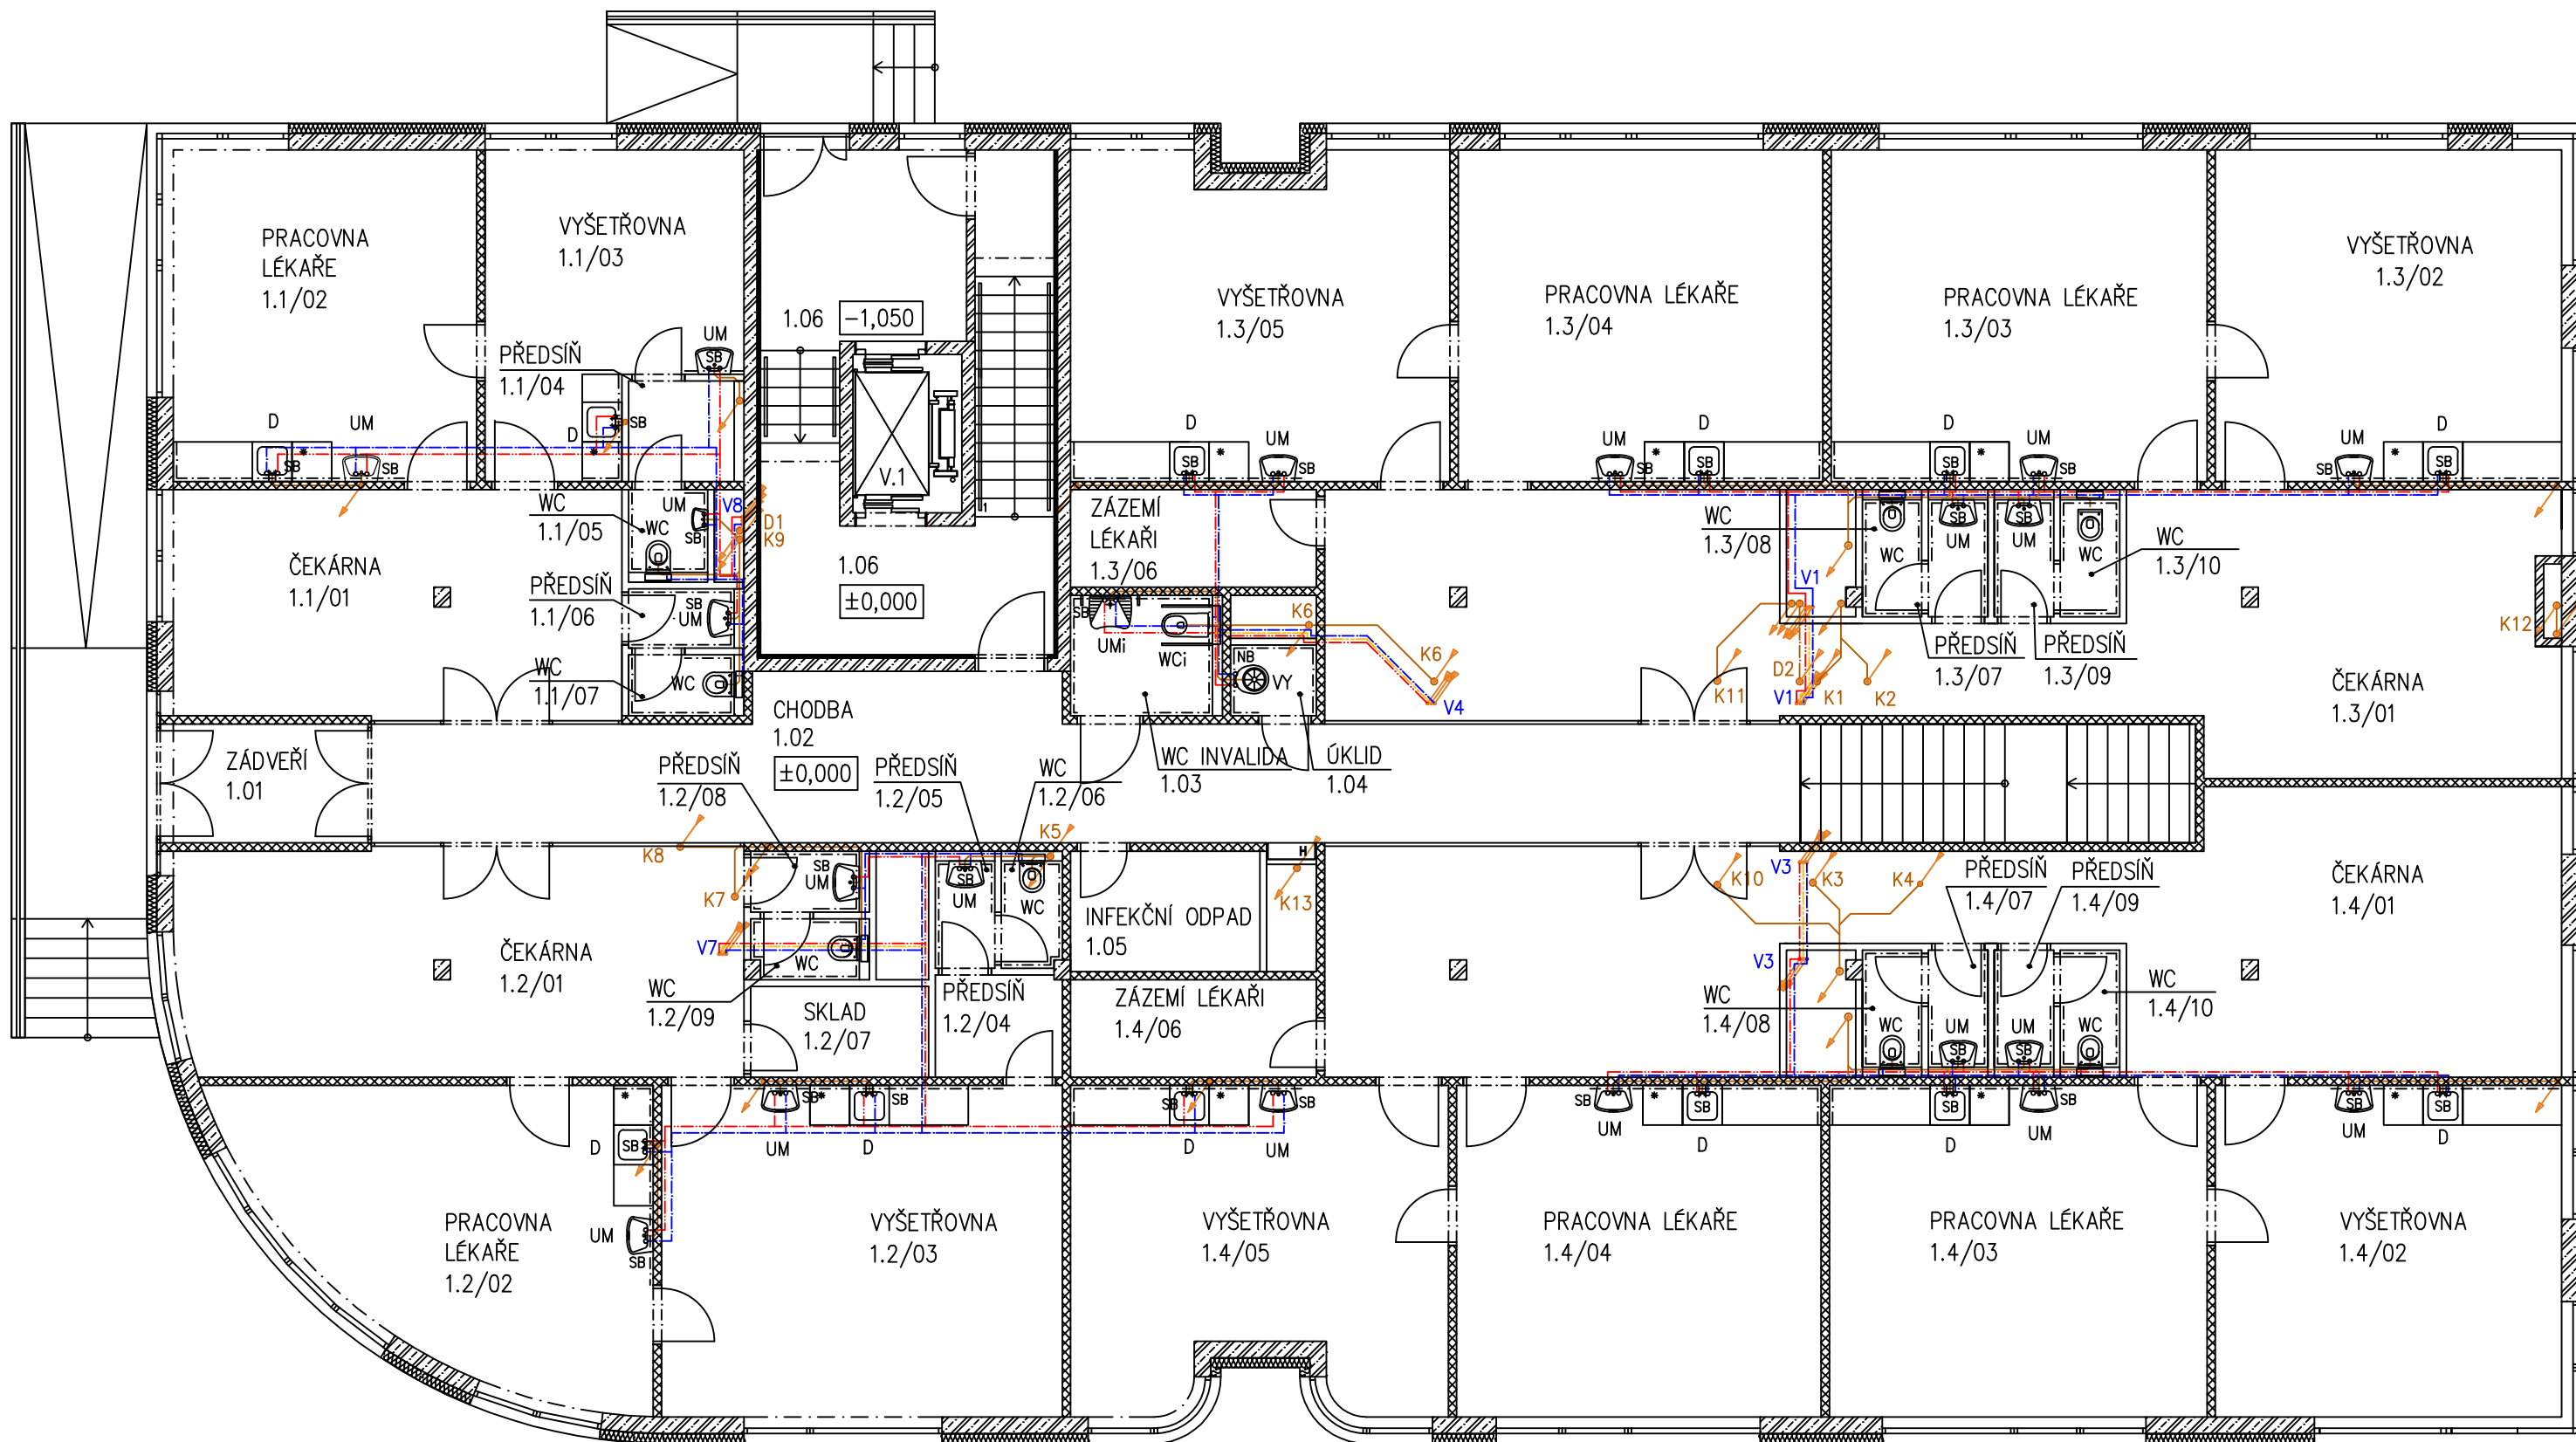 PRACOVNA
LÉKAŘE
1.1/02
VYŠETŘOVNA
1.1/03
PŘEDSÍŇ
1.1/04
UM
SB
D
SB
D
SB
UM
SB
*
*
1.06
-1,050
V.1
1
1.06
±0,000
VYŠETŘOVNA
1.3/05
D
SB
*
UM
SB
PRACOVNA LÉKAŘE
1.3/04
UM
SB
*
D
SB
PRACOVNA LÉKAŘE
1.3/03
D
SB
*
UM
SB
VYŠETŘOVNA
1.3/02
UM
SB
*
D
SB
ČEKÁRNA
1.1/01
WC
1.1/05
UM
WC
SB
V8
D1
K9
PŘEDSÍŇ
1.1/06
SB
UM
WC
1.1/07
WC
ZÁZEMÍ
LÉKAŘI
1.3/06
SB
UMi
WCi
K6
K6
NB
VY
V4
WC
1.3/08
WC
UM
SB
UM
SB
WC
WC
1.3/10
V1
K11
D2
V1
K1
K2
PŘEDSÍŇ
1.3/07
PŘEDSÍŇ
1.3/09
K12
ČEKÁRNA
1.3/01
ZÁDVEŘÍ
1.01
CHODBA
1.02
±0,000
WC INVALIDA
1.03
ÚKLID
1.04
PŘEDSÍŇ
1.2/08
PŘEDSÍŇ
1.2/05
WC
1.2/06
K8
K7
K5
SB
UM
SB
UM
WC
V7
WC
ČEKÁRNA
1.2/01
WC
1.2/09
SKLAD
1.2/07
PŘEDSÍŇ
1.2/04
INFEKČNÍ ODPAD
1.05
H
K13
ZÁZEMÍ LÉKAŘI
1.4/06
V3
K10
K3
K4
V3
PŘEDSÍŇ
1.4/07
PŘEDSÍŇ
1.4/09
ČEKÁRNA
1.4/01
WC
1.4/08
WC
UM
SB
UM
SB
WC
WC
1.4/10
PRACOVNA
LÉKAŘE
1.2/02
*
D
SB
UM
SB
VYŠETŘOVNA
1.2/03
UM
SB
*
D
SB
VYŠETŘOVNA
1.4/05
SB
D
*
UM
SB
PRACOVNA LÉKAŘE
1.4/04
SB
UM
*
D
SB
PRACOVNA LÉKAŘE
1.4/03
SB
D
*
UM
SB
VYŠETŘOVNA
1.4/02
SB
UM
*
D
SB